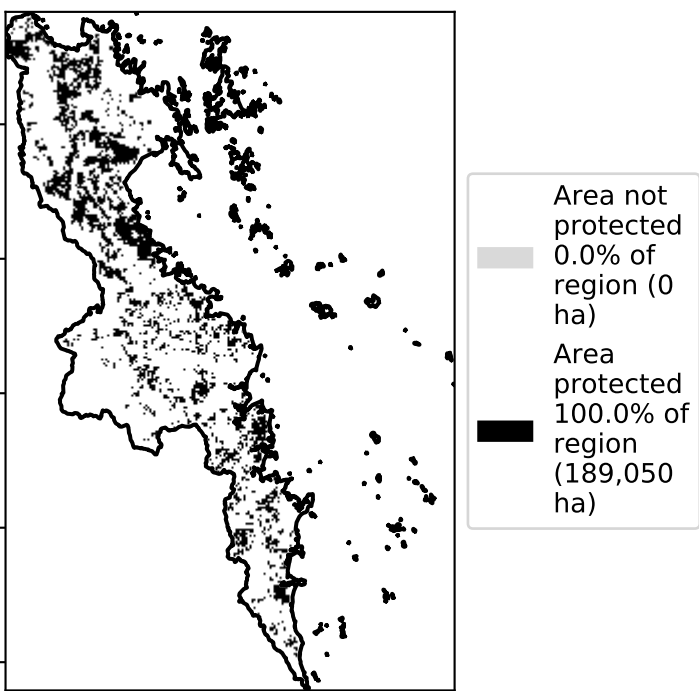 Area not
protected
0.0% of
region (0
ha)
Area
protected
100.0% of
region
(189,050
ha)